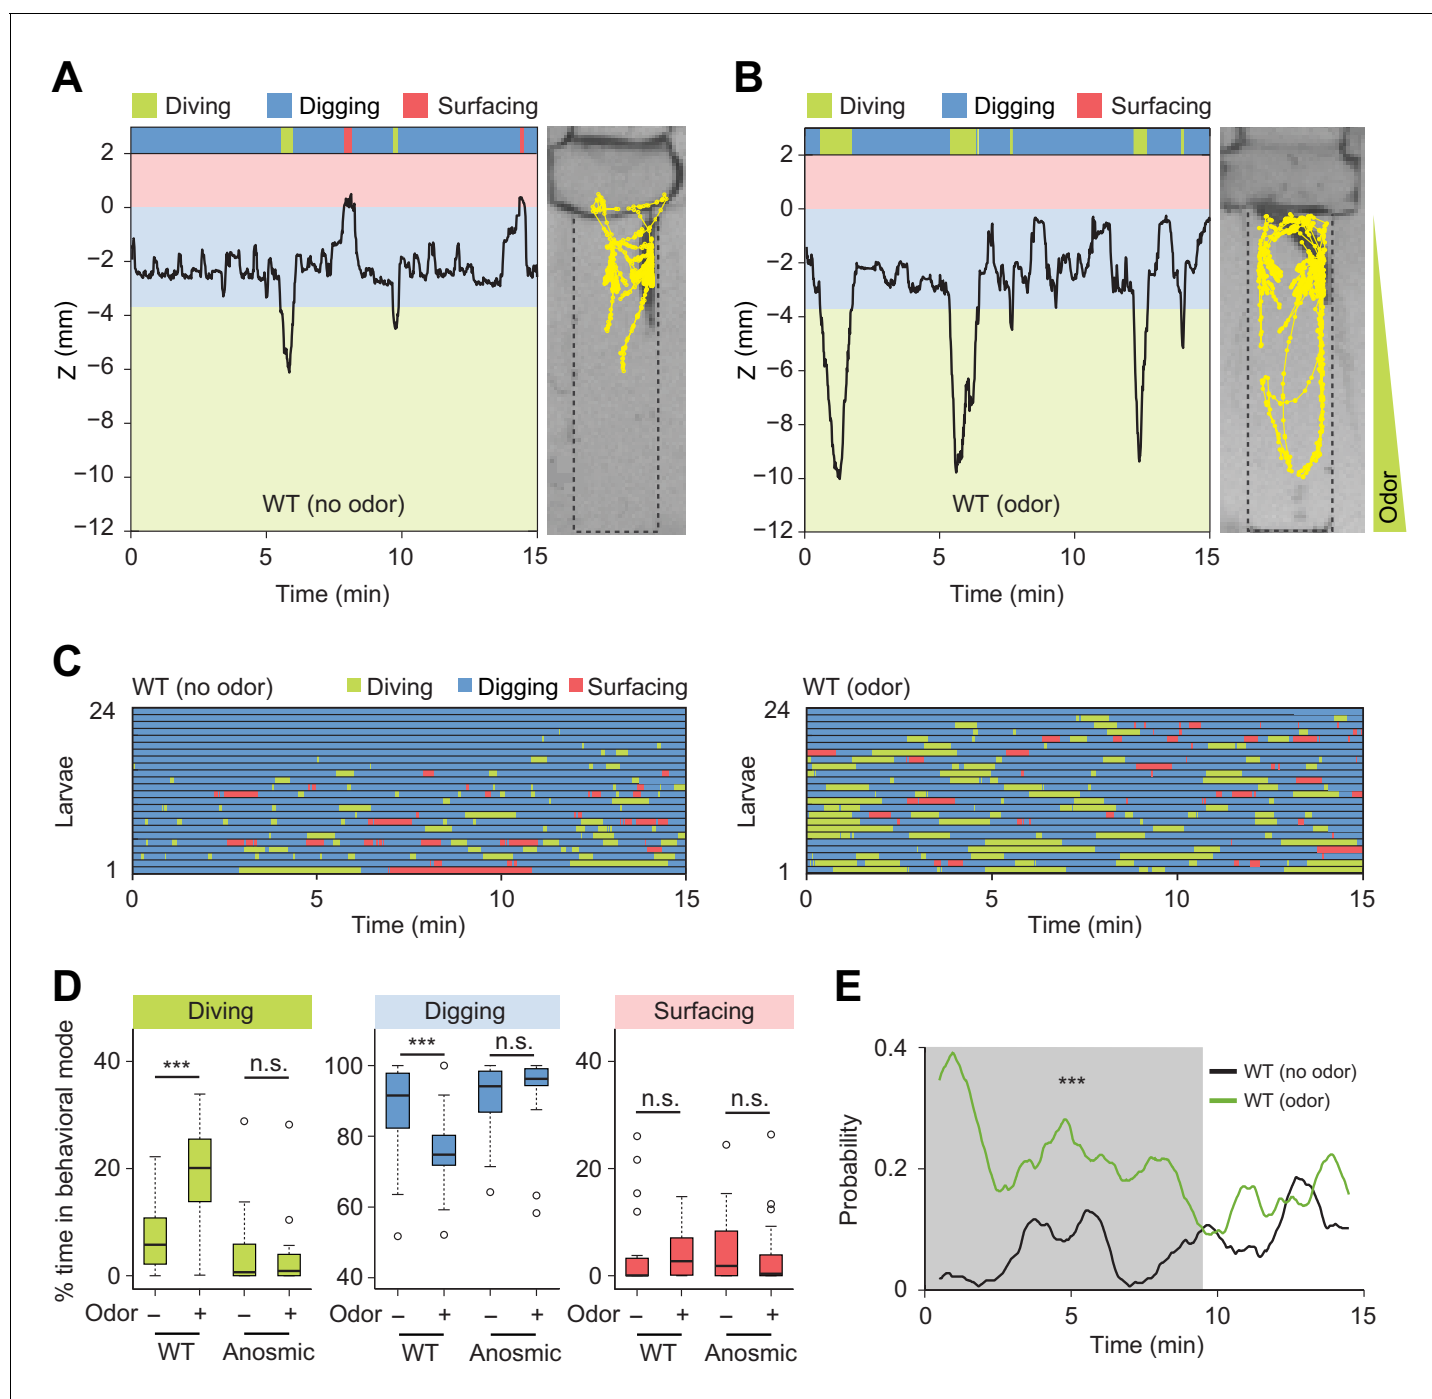 A
Diving Digging Surfacing
2
0
−2
−4
−6
−8
−10
−12
Z (mm)
WT (no odor)
0 5 10 15
Time (min)
B
Diving Digging Surfacing
2
0
−2
−4
−6
−8
−10
−12
Z (mm)
WT (odor)
0 5 10 15
Time (min)
Odor
C
WT (no odor) Diving Digging Surfacing
24
Larvae
1
0 5 10 15
Time (min)
WT (odor)
24
Larvae
1
0 5 10 15
Time (min)
D
% time in behavioral mode
Diving
40
20
0
*** n.s.
Odor − + − +
WT Anosmic
Digging
100
80
60
40
*** n.s.
Odor − + − +
WT Anosmic
Surfacing
40
20
0
n.s. n.s.
Odor − + − +
WT Anosmic
E
Probability
0.4
0.2
0
***
WT (no odor)
WT (odor)
0 5 10 15
Time (min)